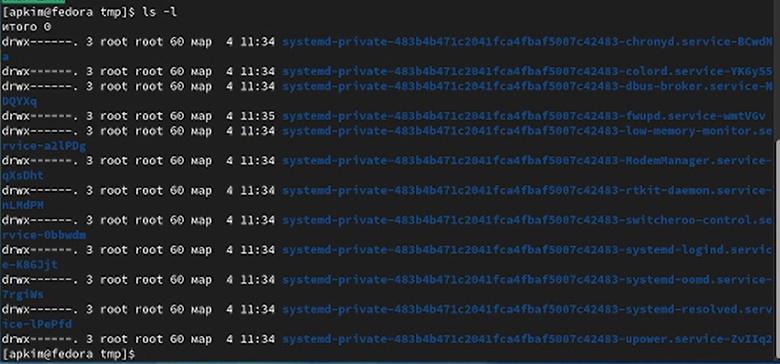 [apkim@fedora tmp]$ ls -l
итого 0
drwx------. 3 root root 60 мар  4 11:34 systemd-private-483b4b471c2041fca4fbaf5007c42483-chronyd.service-BCwdN
a
drwx------. 3 root root 60 мар  4 11:34 systemd-private-483b4b471c2041fca4fbaf5007c42483-colord.service-YK6y55
drwx------. 3 root root 60 мар  4 11:34 systemd-private-483b4b471c2041fca4fbaf5007c42483-dbus-broker.service-N
DQYXq
drwx------. 3 root root 60 мар  4 11:35 systemd-private-483b4b471c2041fca4fbaf5007c42483-fwupd.service-wmtVGv
drwx------. 3 root root 60 мар  4 11:34 systemd-private-483b4b471c2041fca4fbaf5007c42483-low-memory-monitor.se
rvice-a2lPDg
drwx------. 3 root root 60 мар  4 11:34 systemd-private-483b4b471c2041fca4fbaf5007c42483-ModemManager.service-
qXsDht
drwx------. 3 root root 60 мар  4 11:34 systemd-private-483b4b471c2041fca4fbaf5007c42483-rtkit-daemon.service-
nLMdPM
drwx------. 3 root root 60 мар  4 11:34 systemd-private-483b4b471c2041fca4fbaf5007c42483-switcheroo-control.se
rvice-0bbwdm
drwx------. 3 root root 60 мар  4 11:34 systemd-private-483b4b471c2041fca4fbaf5007c42483-systemd-logind.servic
e-K86Jjt
drwx------. 3 root root 60 мар  4 11:34 systemd-private-483b4b471c2041fca4fbaf5007c42483-systemd-oomd.service-
7rgiWs
drwx------. 3 root root 60 мар  4 11:34 systemd-private-483b4b471c2041fca4fbaf5007c42483-systemd-resolved.serv
ice-lPePfd
drwx------. 3 root root 60 мар  4 11:34 systemd-private-483b4b471c2041fca4fbaf5007c42483-upower.service-ZvIIq2
[apkim@fedora tmp]$